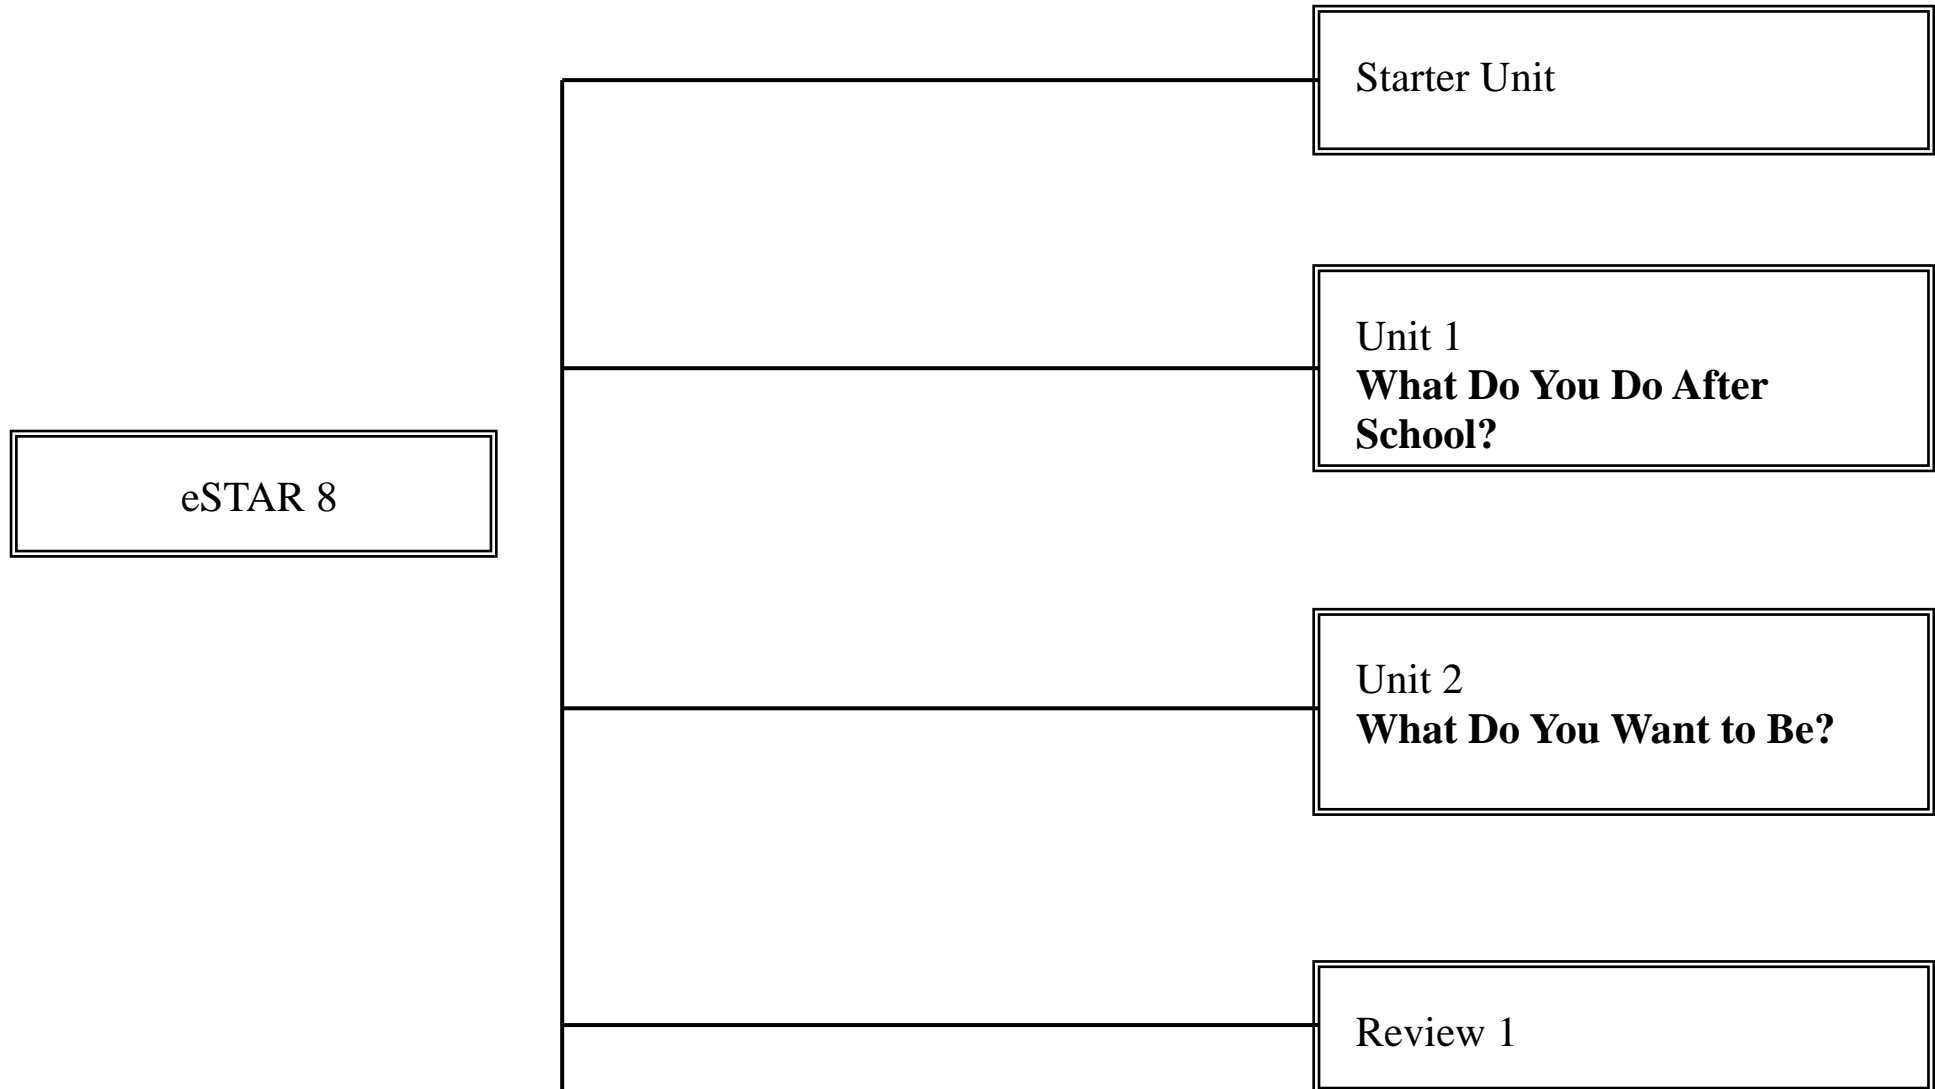 Starter Unit
Unit 1
What Do You Do After
School?
eSTAR 8
Unit 2
What Do You Want to Be?
Review 1